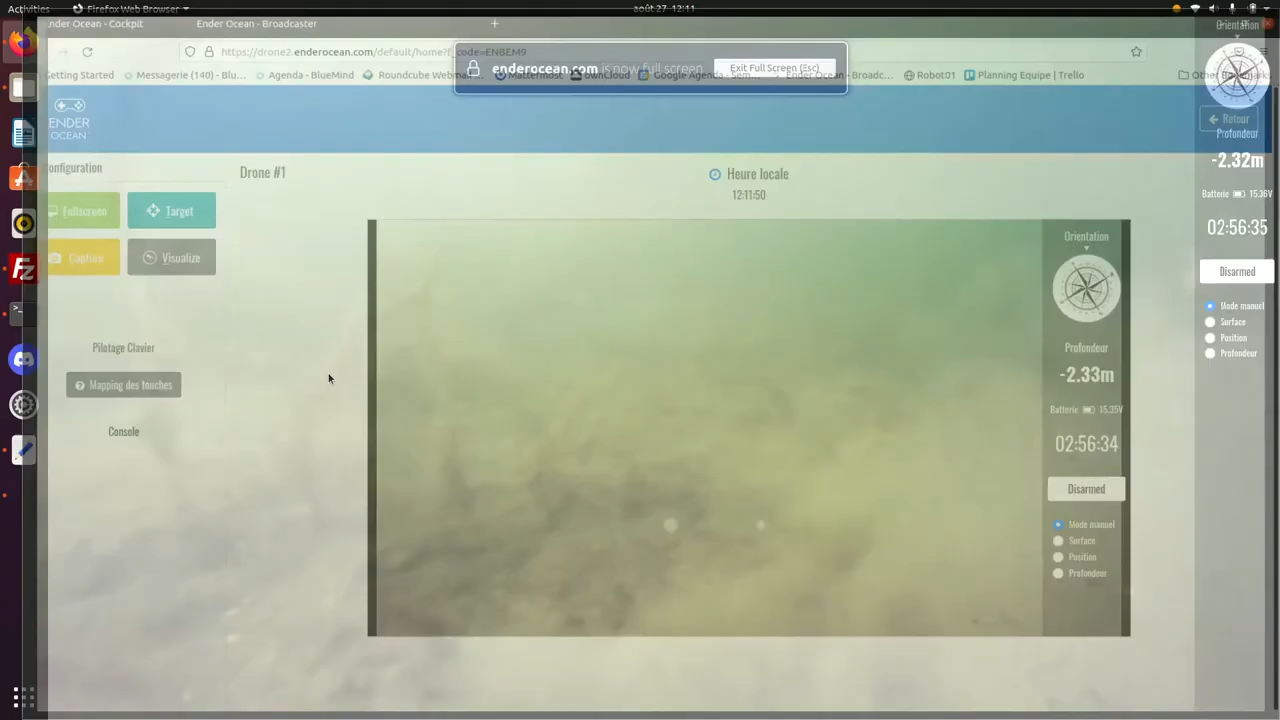 Activities
Firefox Web Browser
août 27 12:11
Ender Ocean - Cockpit
Ender Ocean - Broadcaster
+
https://drone2.enderocean.com/default/home?f_code=ENBEM9
enderocean.com is now full screen
Exit Full Screen (Esc)
Getting Started
Messagerie (140) - Blu…
Agenda - BlueMind
Roundcube Webmail
Mattermost
ownCloud
Google Agenda - Sem…
Ender Ocean - Broadc…
Robot01
Planning Equipe | Trello
Other Bookmarks
ENDER
OCEAN
Retour
Configuration
Drone #1
Heure locale
12:11:50
Fullscreen
Target
Capture
Visualize
Pilotage Clavier
Mapping des touches
Console
Orientation
Profondeur
-2.33m
Batterie 15.35V
02:56:34
Disarmed
Mode manuel
Surface
Position
Profondeur
Orientation
Profondeur
-2.32m
Batterie 15.36V
02:56:35
Disarmed
Mode manuel
Surface
Position
Profondeur